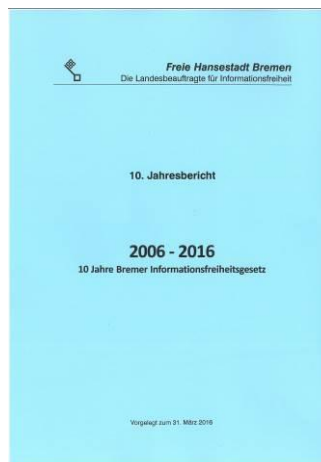 Freie Hansestadt Bremen
Die Landesbeauftragte für Informationsfreiheit
10. Jahresbericht
2006 - 2016
10 Jahre Bremer Informationsfreiheitsgesetz
Vorgelegt zum 31. März 2016